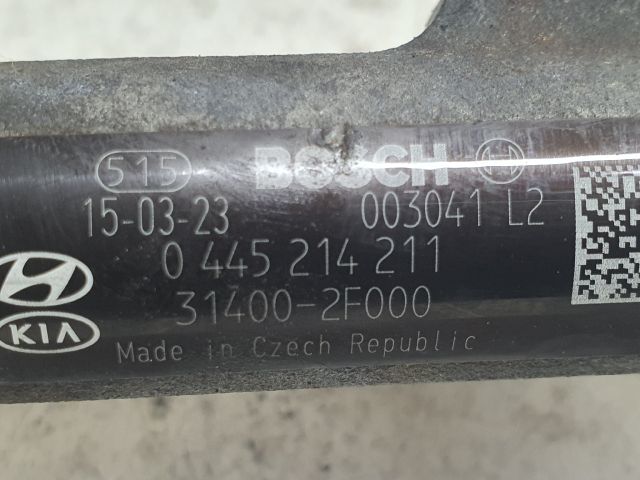 515 BOSCH
15-03-23 003041 L2
0 445 214 211
31400-2F000
KIA
Made in Czech Republic